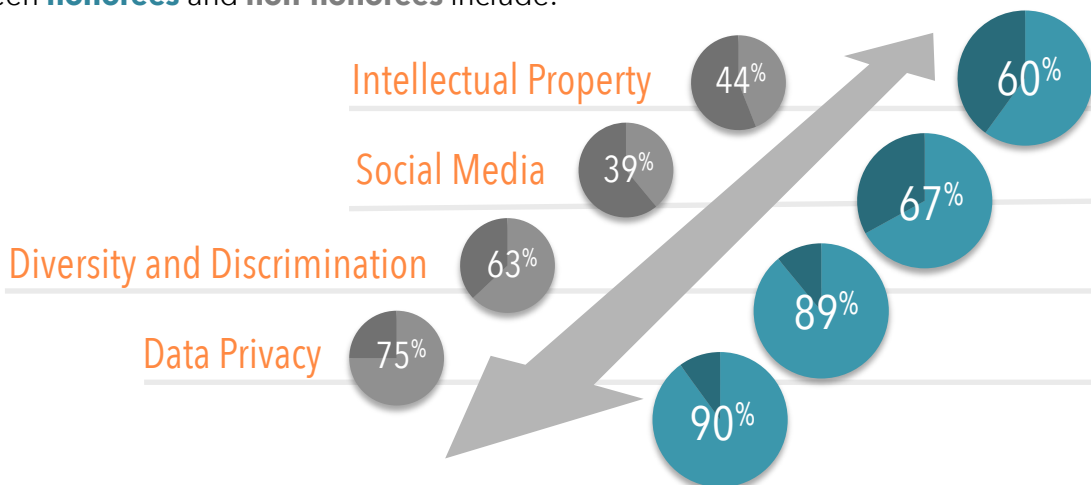 honorees and non-honorees include:
Intellectual Property 44% 60%
Social Media 39% 67%
Diversity and Discrimination 63% 89%
Data Privacy 75% 90%